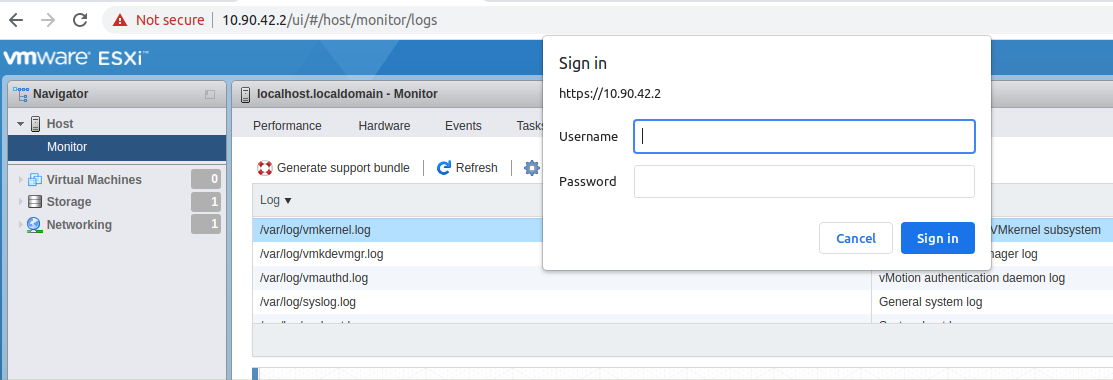 Not secure | 10.90.42.2/ui/#/host/monitor/logs
vmware ESXi™
Navigator
Host
Monitor
Virtual Machines 0
Storage 1
Networking 1
localhost.localdomain - Monitor
Performance Hardware Events Tasks
Generate support bundle Refresh
Log ▾
/var/log/vmkernel.log VMkernel subsystem
/var/log/vmkdevmgr.log log
/var/log/vmauthd.log vMotion authentication daemon log
/var/log/syslog.log General system log
Sign in
https://10.90.42.2
Username
Password
Cancel Sign in